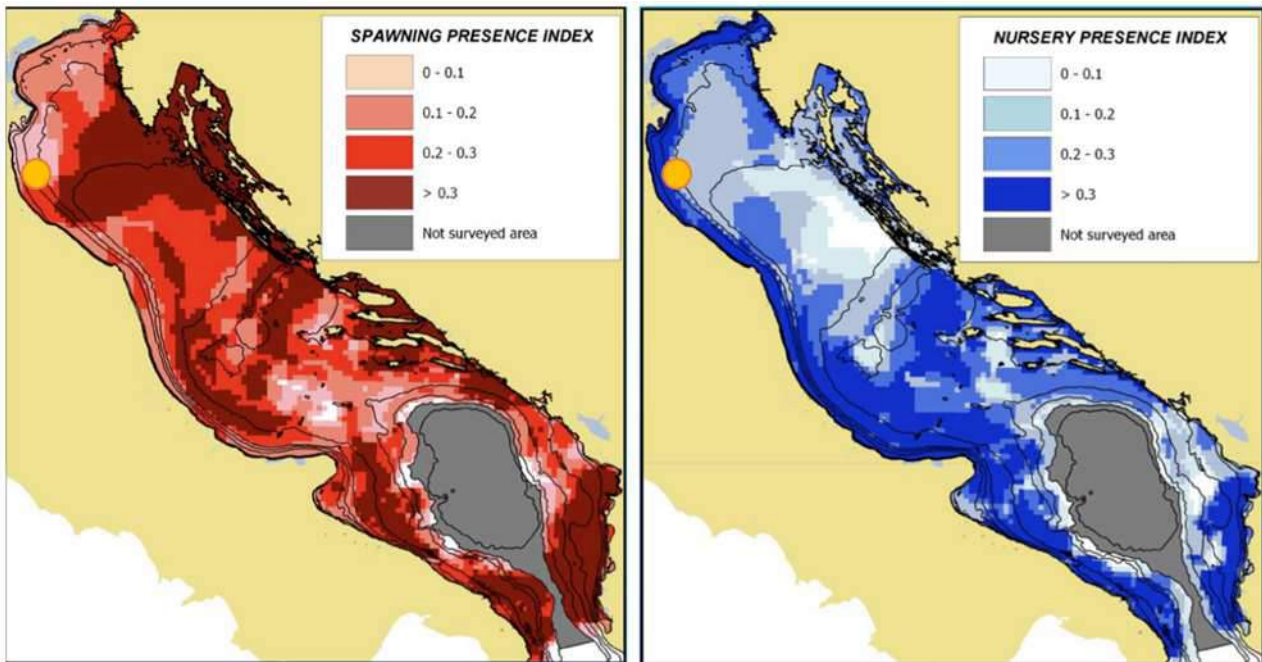 SPAWNING PRESENCE INDEX
0 - 0.1
0.1 - 0.2
0.2 - 0.3
> 0.3
Not surveyed area
NURSERY PRESENCE INDEX
0 - 0.1
0.1 - 0.2
0.2 - 0.3
> 0.3
Not surveyed area